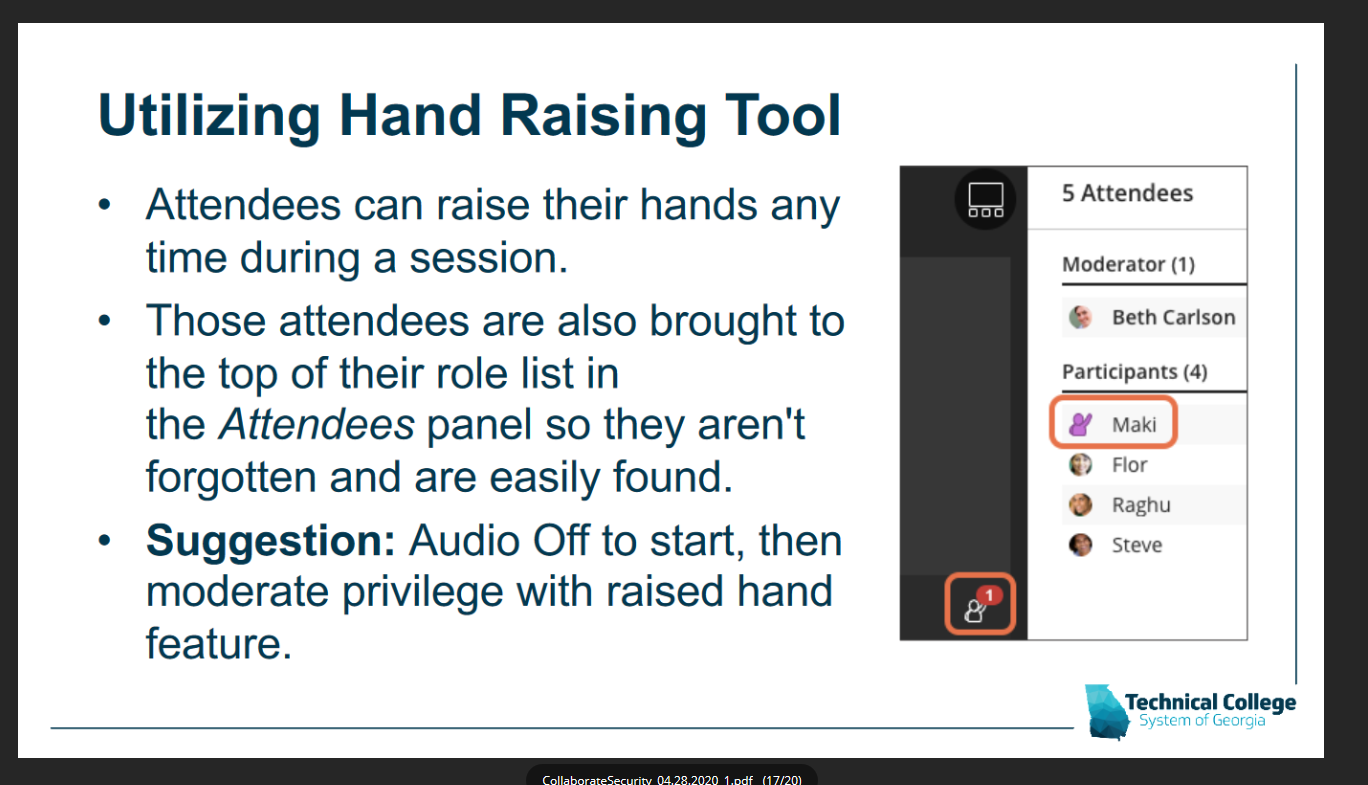 Utilizing Hand Raising Tool
• Attendees can raise their hands any
time during a session.
• Those attendees are also brought to
the top of their role list in
the Attendees panel so they aren't
forgotten and are easily found.
• Suggestion: Audio Off to start, then
moderate privilege with raised hand
feature.
5 Attendees
Moderator (1)
Beth Carlson
Participants (4)
Maki
Flor
Raghu
Steve
1
Technical College
System of Georgia
CollaborateSecurity_04.28.2020_1.pdf (17/20)